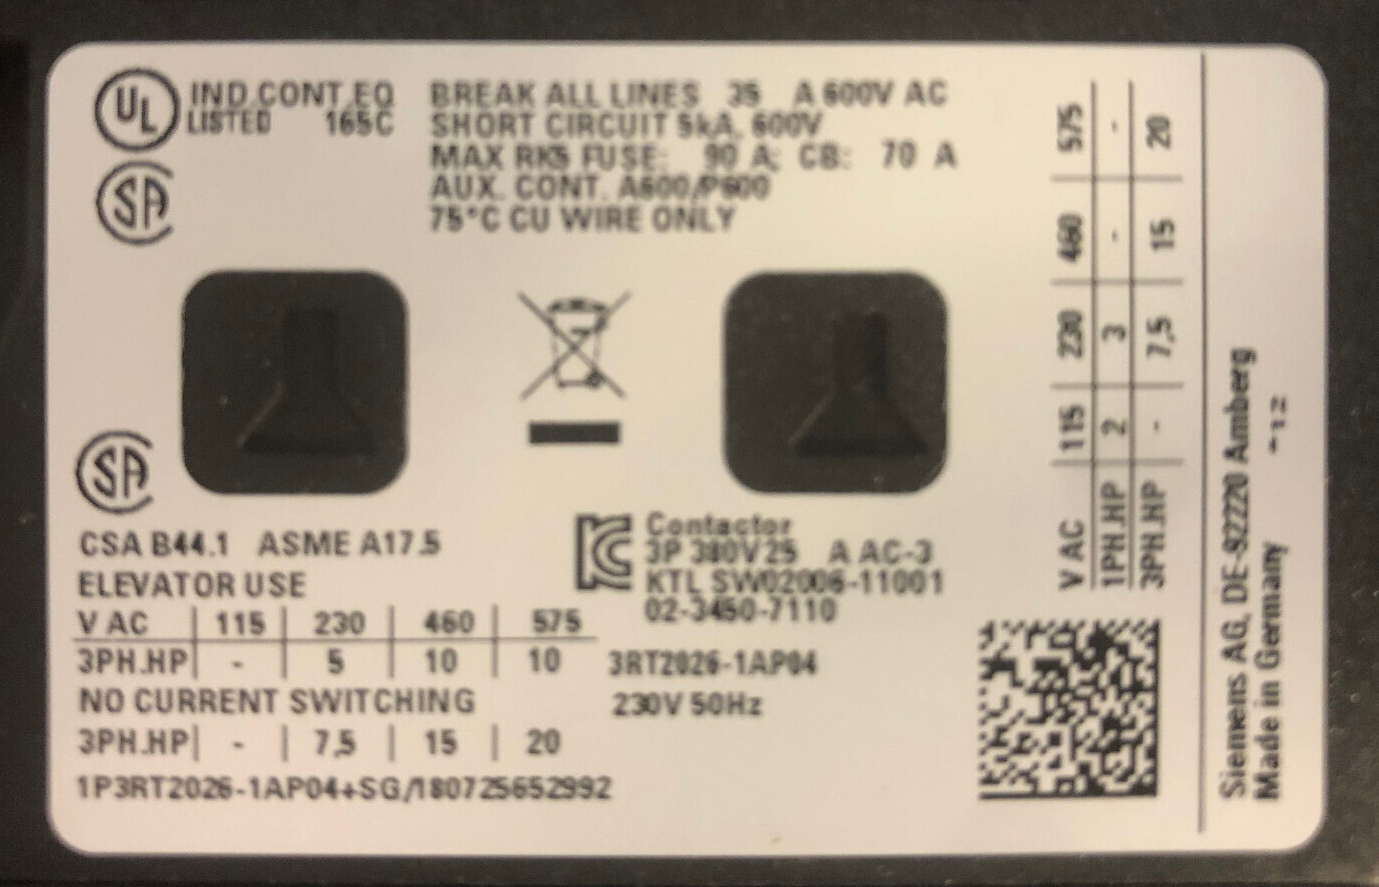 UL IND.CONT.EQ
LISTED 165C
SA
BREAK ALL LINES 35 A 600V AC
SHORT CIRCUIT 5kA, 600V
MAX RK5 FUSE: 90 A; CB: 70 A
AUX. CONT. A600/P600
75°C CU WIRE ONLY
SA
CSA B44.1 ASME A17.5
ELEVATOR USE
V AC 115 230 460 575
3PH.HP - 5 10 10
NO CURRENT SWITCHING
3PH.HP - 7,5 15 20
1P3RT2026-1AP04+SG/180725652992
Contactor
3P 380V 25 A AC-3
KTL SW02006-11001
02-3450-7110
3RT2026-1AP04
230V 50Hz
V AC 115 230 460 575
1PH.HP 2 3 - -
3PH.HP - 7,5 15 20
Siemens AG, DE-92220 Amberg
Made in Germany